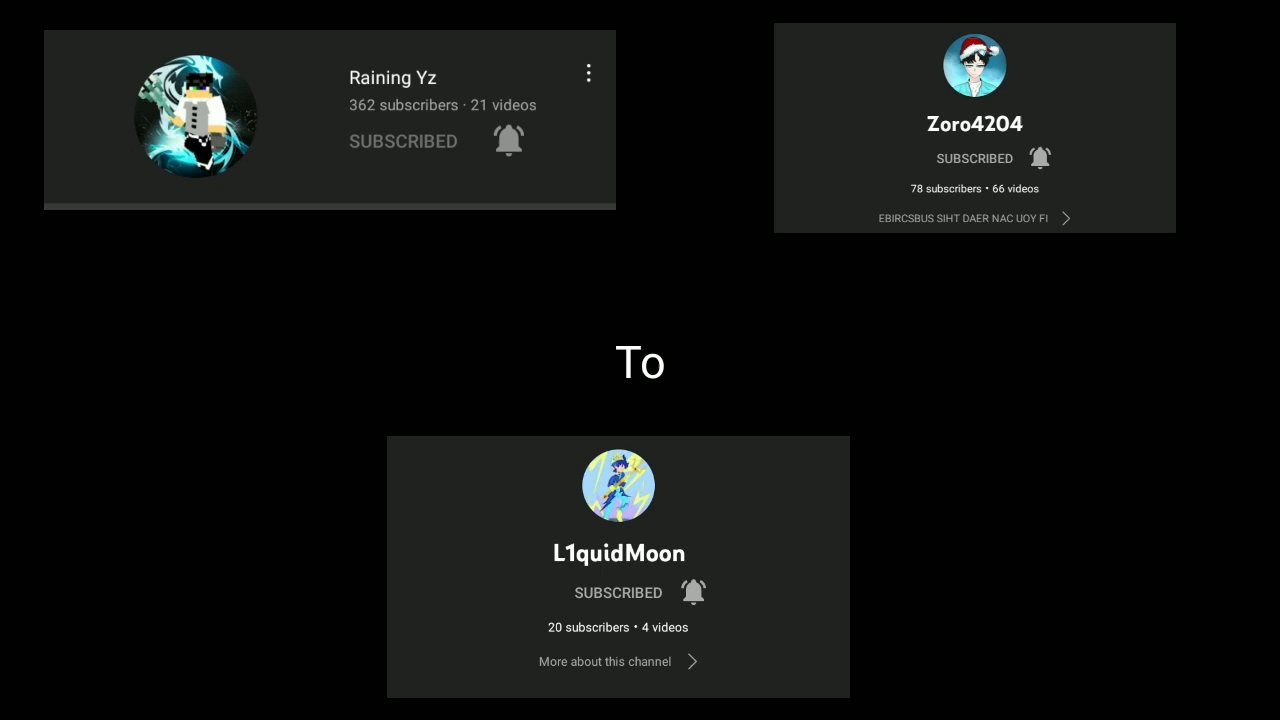 Raining Yz
362 subscribers · 21 videos
SUBSCRIBED
Zoro4204
SUBSCRIBED
78 subscribers • 66 videos
EBIRCSBUS SIHT DAER NAC UOY FI
To
L1quidMoon
SUBSCRIBED
20 subscribers • 4 videos
More about this channel